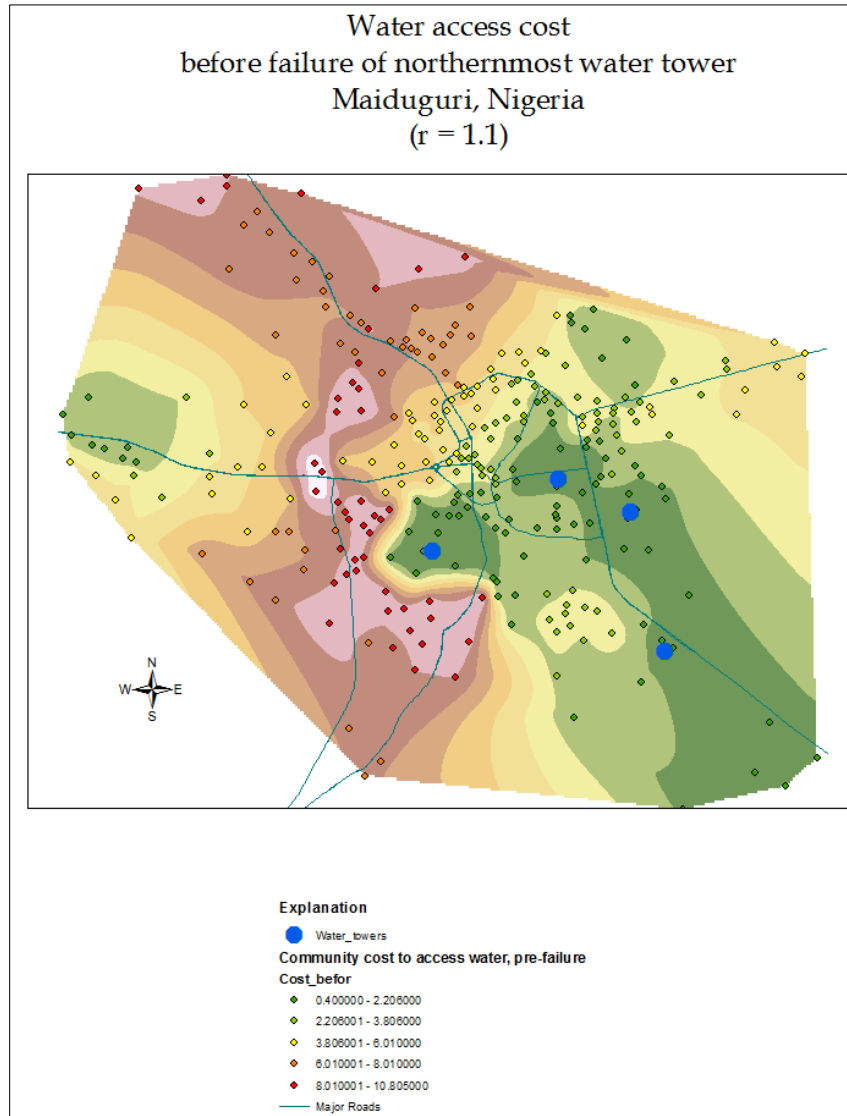 Water access cost
before failure of northernmost water tower
Maiduguri, Nigeria
(r = 1.1)
N
W E
S
Explanation
Water_towers
Community cost to access water, pre-failure
Cost_befor
0.400000 - 2.206000
2.206001 - 3.806000
3.806001 - 6.010000
6.010001 - 8.010000
8.010001 - 10.805000
Major Roads